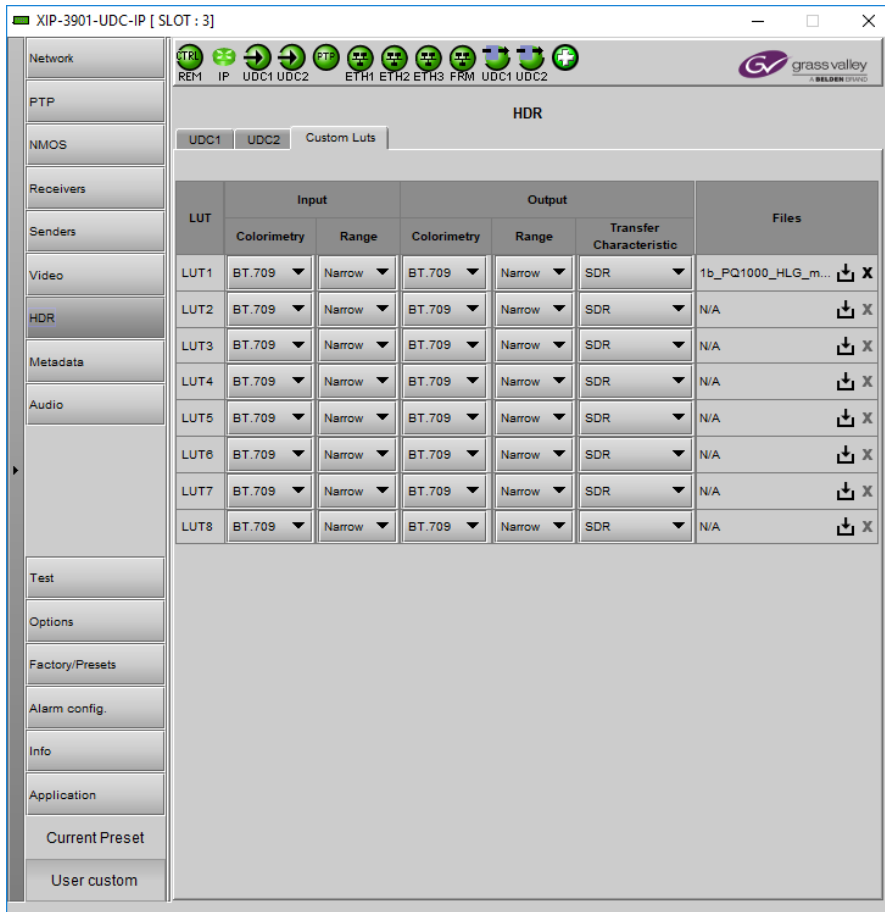 XIP-3901-UDC-IP [ SLOT : 3]
Network
PTP
NMOS
Receivers
Senders
Video
HDR
Metadata
Audio
Test
Options
Factory/Presets
Alarm config.
Info
Application
Current Preset
User custom
CTRL PTP
REM IP UDC1 UDC2 ETH1 ETH2 ETH3 FRM UDC1 UDC2
GV grass valley
A BELDEN BRAND
HDR
UDC1 UDC2 Custom Luts
LUT Input Output Files
Colorimetry Range Colorimetry Range Transfer Characteristic
LUT1 BT.709 Narrow BT.709 Narrow SDR 1b_PQ1000_HLG_m... X
LUT2 BT.709 Narrow BT.709 Narrow SDR N/A X
LUT3 BT.709 Narrow BT.709 Narrow SDR N/A X
LUT4 BT.709 Narrow BT.709 Narrow SDR N/A X
LUT5 BT.709 Narrow BT.709 Narrow SDR N/A X
LUT6 BT.709 Narrow BT.709 Narrow SDR N/A X
LUT7 BT.709 Narrow BT.709 Narrow SDR N/A X
LUT8 BT.709 Narrow BT.709 Narrow SDR N/A X